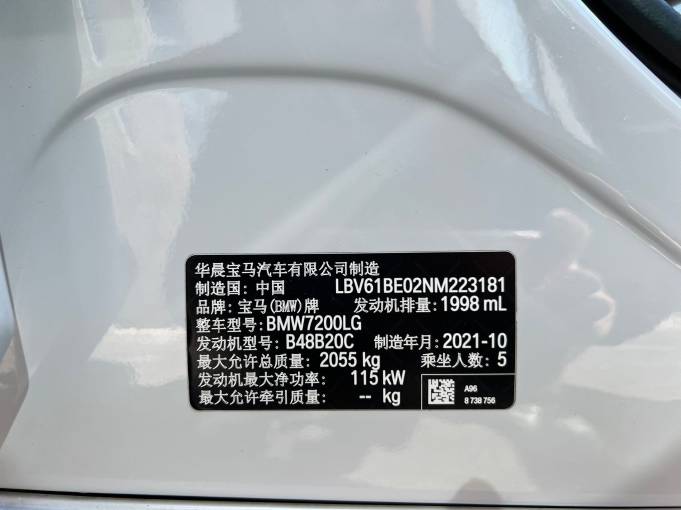 华晨宝马汽车有限公司制造
制造国: 中国 LBV61BE02NM223181
品牌: 宝马(BMW)牌 发动机排量: 1998 mL
整车型号: BMW7200LG
发动机型号: B48B20C 制造年月: 2021-10
最大允许总质量: 2055 kg 乘坐人数: 5
发动机最大净功率: 115 kW
最大允许牵引质量: -- kg
A96
8 738 756